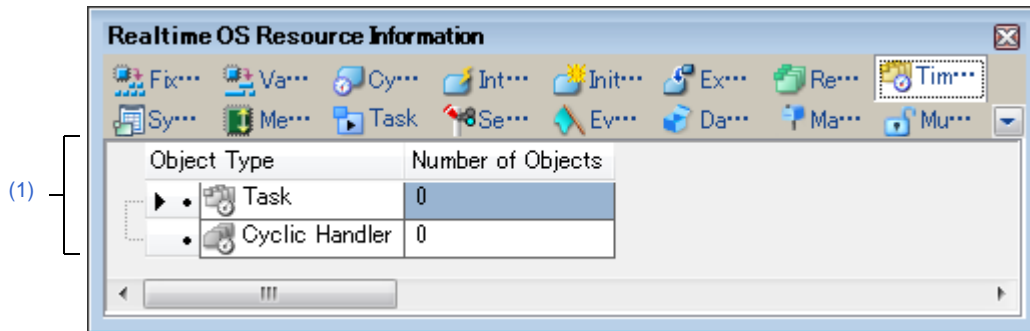 Realtime OS Resource Information
Fix··· Va··· Cy··· Int··· Init··· Ex··· Re··· Tim···
Sy··· Me··· Task Se··· Ev··· Da··· Ma··· Mu···
(1)
Object Type Number of Objects
Task 0
Cyclic Handler 0